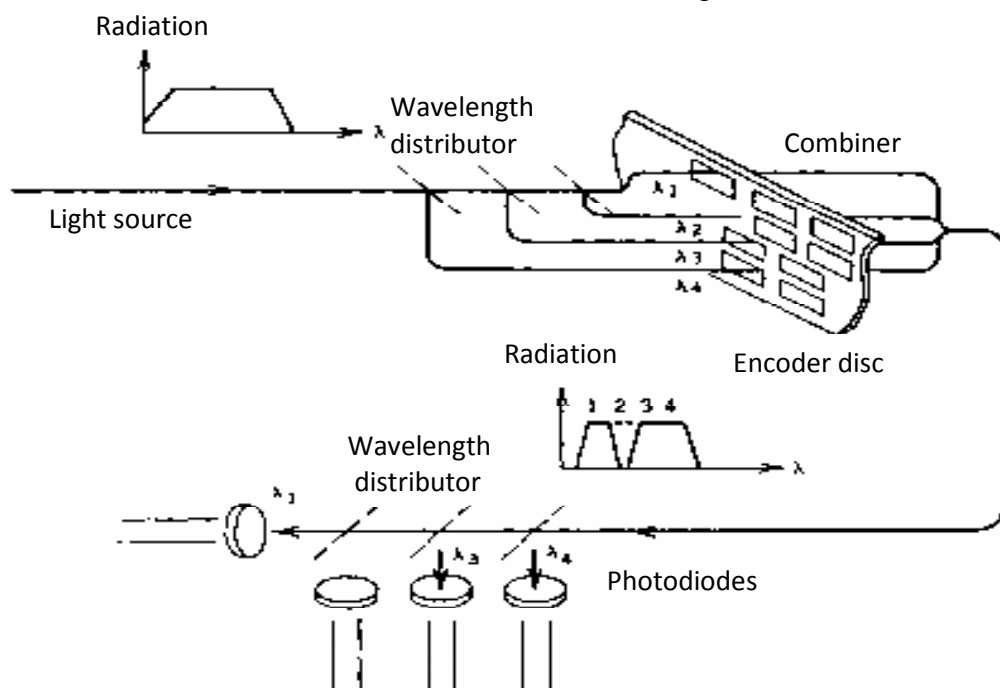 Radiation
λ
Wavelength
distributor
Light source
Combiner
λ1
λ2
λ3
λ4
Encoder disc
Radiation
1 2 3 4
λ
Wavelength
distributor
λ1
λ3
λ4
Photodiodes